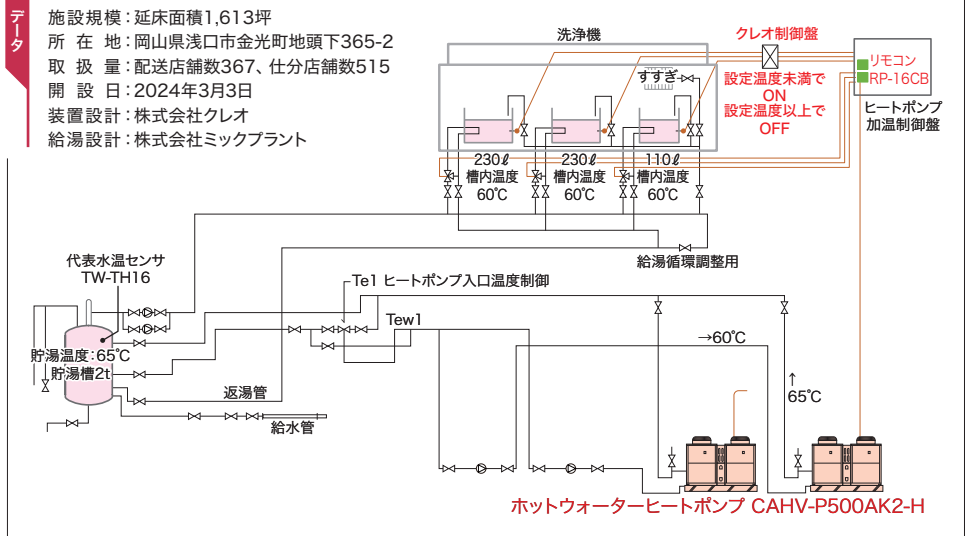 データ
施設規模：延床面積1,613坪
所在地：岡山県浅口市金光町地頭下365-2
取扱量：配送店舗数367、仕分店舗数515
開設日：2024年3月3日
装置設計：株式会社クレオ
給湯設計：株式会社ミックプラント
洗浄機
すすぎ
クレオ制御盤
設定温度未満で
ON
設定温度以上で
OFF
リモコン
RP-16CB
ヒートポンプ
加温制御盤
230ℓ
槽内温度
60℃
230ℓ
槽内温度
60℃
110ℓ
槽内温度
60℃
給湯循環調整用
代表水温センサ
TW-TH16
Te1 ヒートポンプ入口温度制御
Tew1
→60℃
貯湯温度：65℃
貯湯槽2t
返湯管
給水管
↑
65℃
ホットウォーターヒートポンプ CAHV-P500AK2-H